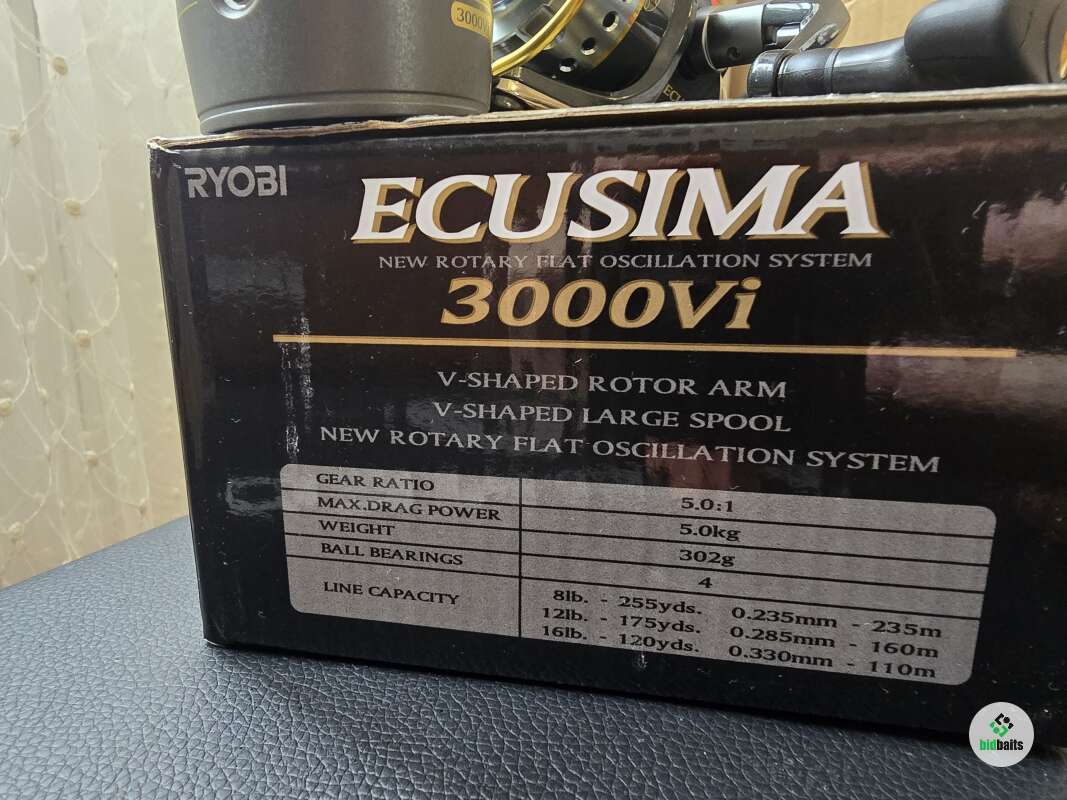 3000Vi
ECU
RYOBI
ECUSIMA
NEW ROTARY FLAT OSCILLATION SYSTEM
3000Vi
V-SHAPED ROTOR ARM
V-SHAPED LARGE SPOOL
NEW ROTARY FLAT OSCILLATION SYSTEM
GEAR RATIO 5.0:1
MAX.DRAG POWER 5.0kg
WEIGHT 302g
BALL BEARINGS 4
LINE CAPACITY 8lb. - 255yds. 0.235mm - 235m
12lb. - 175yds. 0.285mm - 160m
16lb. - 120yds. 0.330mm - 110m
bidbaits